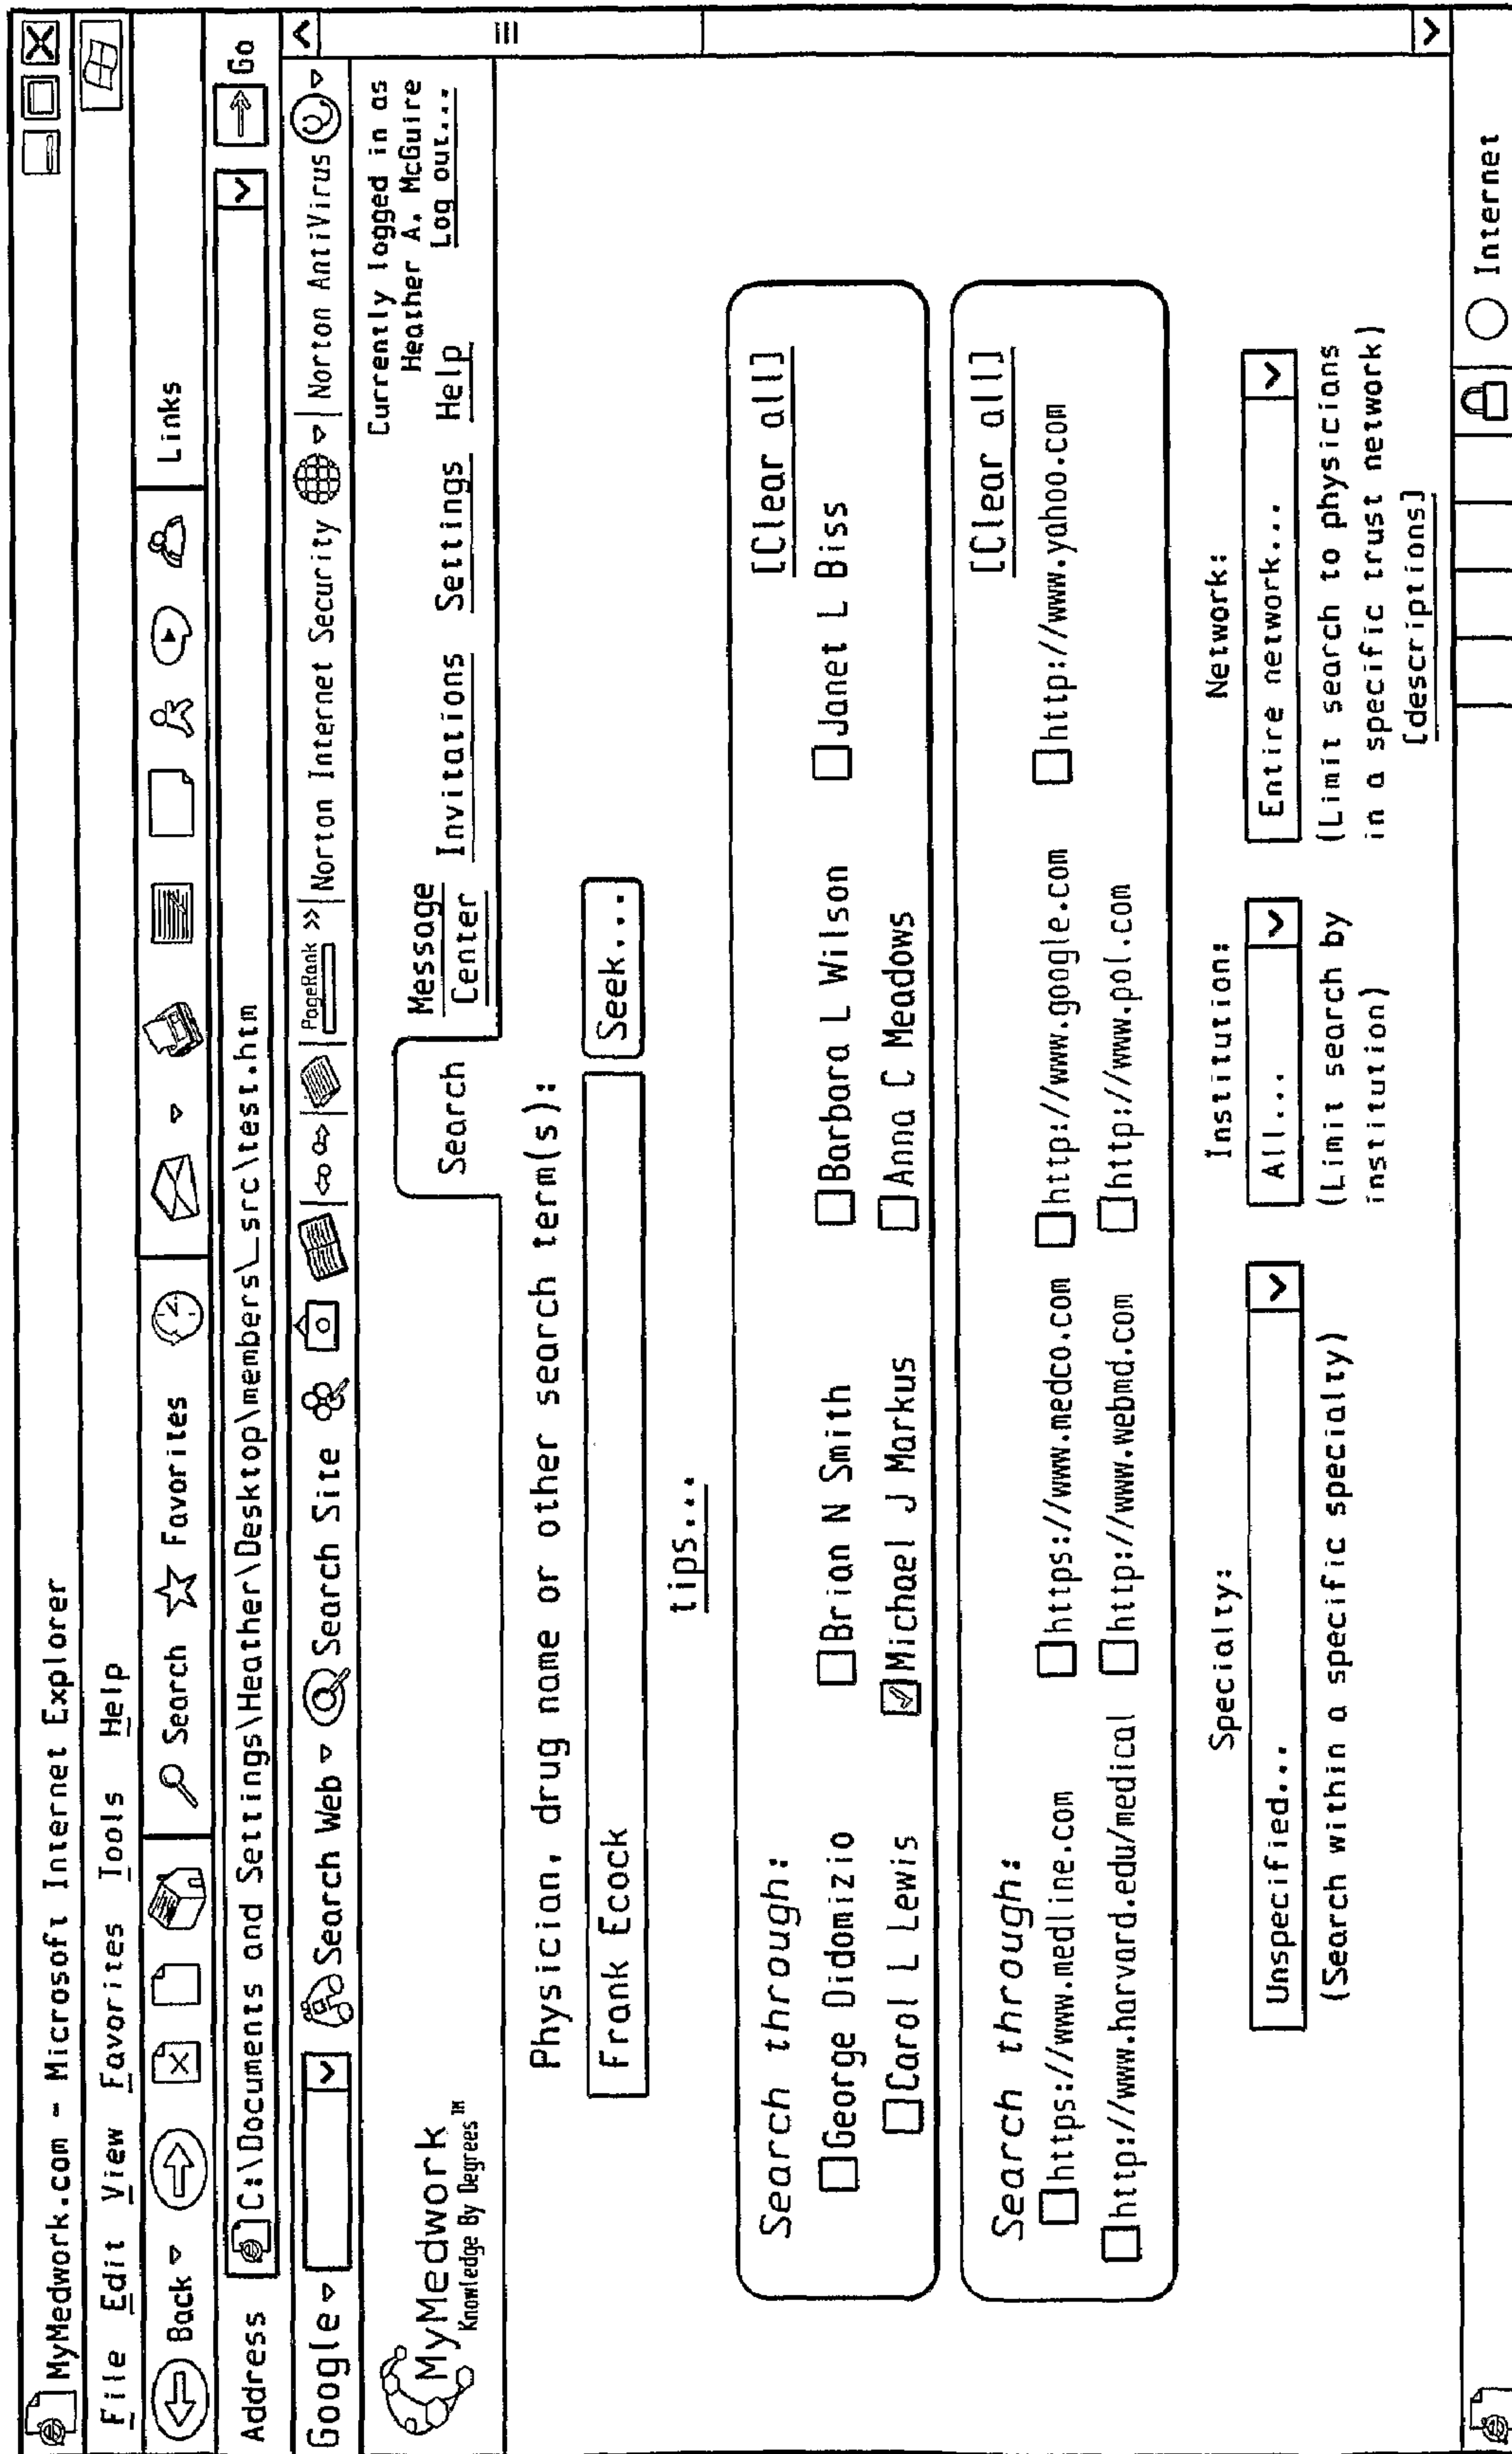 MyMedwork.com - Microsoft Internet Explorer
File Edit View Favorites Tools Help
Back Search Favorites Links
Address C:\Documents and Settings\Heather\Desktop\members\_src\test.htm Go
Google Search Web Search Site PageRank >> Norton Internet Security Norton AntiVirus
MyMedwork
Knowledge By Degrees™
Currently logged in as
Heather A. McGuire
Log out...
Search Message Center Invitations Settings Help
Physician, drug name or other search term(s):
Frank Ecock Seek...
tips...
Search through: [Clear all]
George Didomizio Brian N Smith Barbara L Wilson Janet L Biss
Carol L Lewis Michael J Markus Anna C Meadows
Search through: [Clear all]
https://www.medline.com https://www.medco.com http://www.google.com http://www.yahoo.com
http://www.harvard.edu/medical http://www.webmd.com http://www.pol.com
Specialty: Institution: Network:
Unspecified... All... Entire network...
(Search within a specific specialty) (Limit search by (Limit search to physicians
institution) in a specific trust network)
[descriptions]
Internet